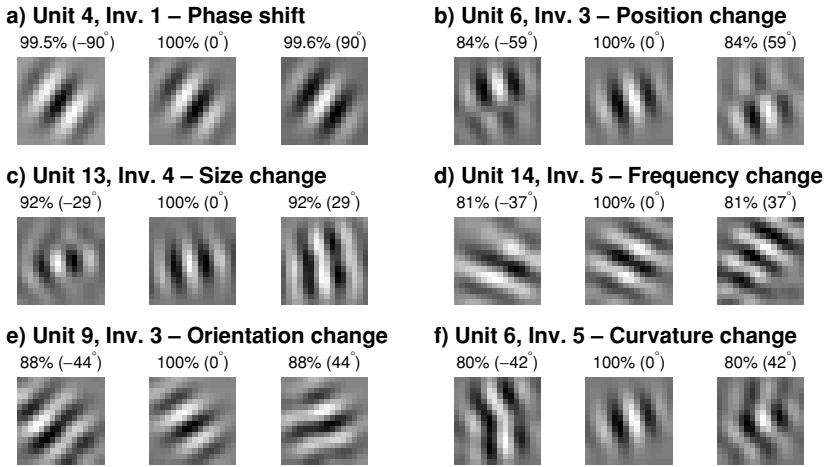 a) Unit 4, Inv. 1 – Phase shift
99.5% (−90°) 100% (0°) 99.6% (90°)
b) Unit 6, Inv. 3 – Position change
84% (−59°) 100% (0°) 84% (59°)
c) Unit 13, Inv. 4 – Size change
92% (−29°) 100% (0°) 92% (29°)
d) Unit 14, Inv. 5 – Frequency change
81% (−37°) 100% (0°) 81% (37°)
e) Unit 9, Inv. 3 – Orientation change
88% (−44°) 100% (0°) 88% (44°)
f) Unit 6, Inv. 5 – Curvature change
80% (−42°) 100% (0°) 80% (42°)